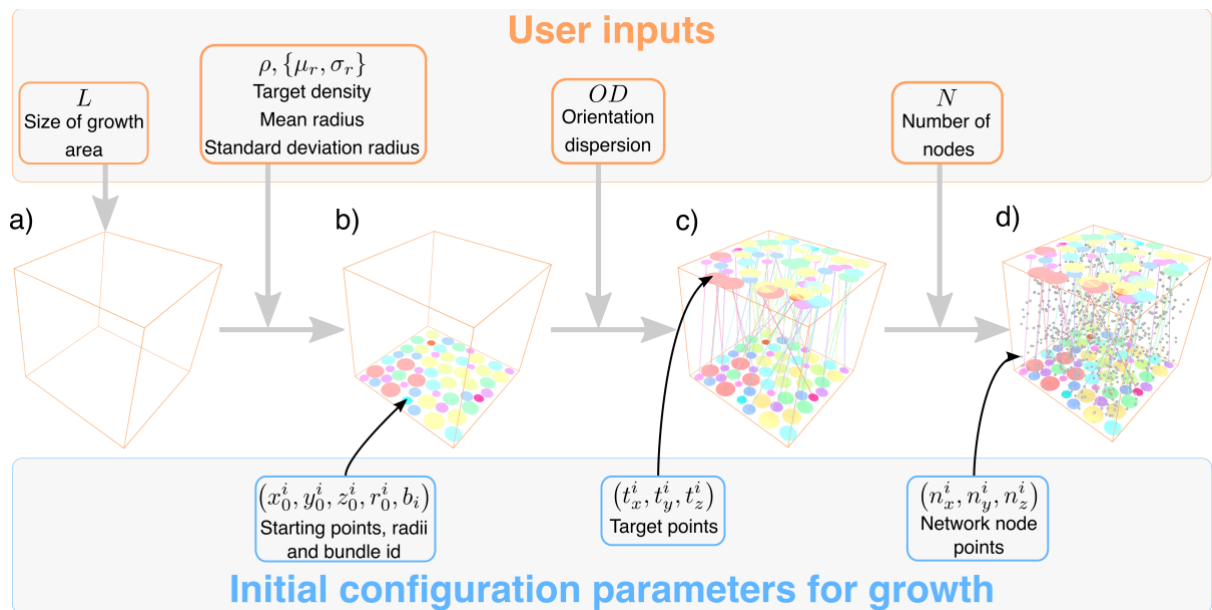 User inputs
L
Size of growth
area
ρ, {μ_r, σ_r}
Target density
Mean radius
Standard deviation radius
OD
Orientation
dispersion
N
Number of
nodes
a)
b)
c)
d)
(x_0^i, y_0^i, z_0^i, r_0^i, b_i)
Starting points, radii
and bundle id
(t_x^i, t_y^i, t_z^i)
Target points
(n_x^i, n_y^i, n_z^i)
Network node
points
Initial configuration parameters for growth